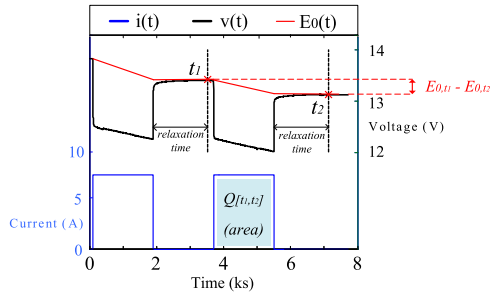 i(t) v(t) E0(t)
14
13
12
Voltage (V)
t1
t2
E0,t1 - E0,t2
relaxation
time
relaxation
time
10
5
0
Current (A)
Q[t1,t2]
(area)
0 2 4 6 8
Time (ks)